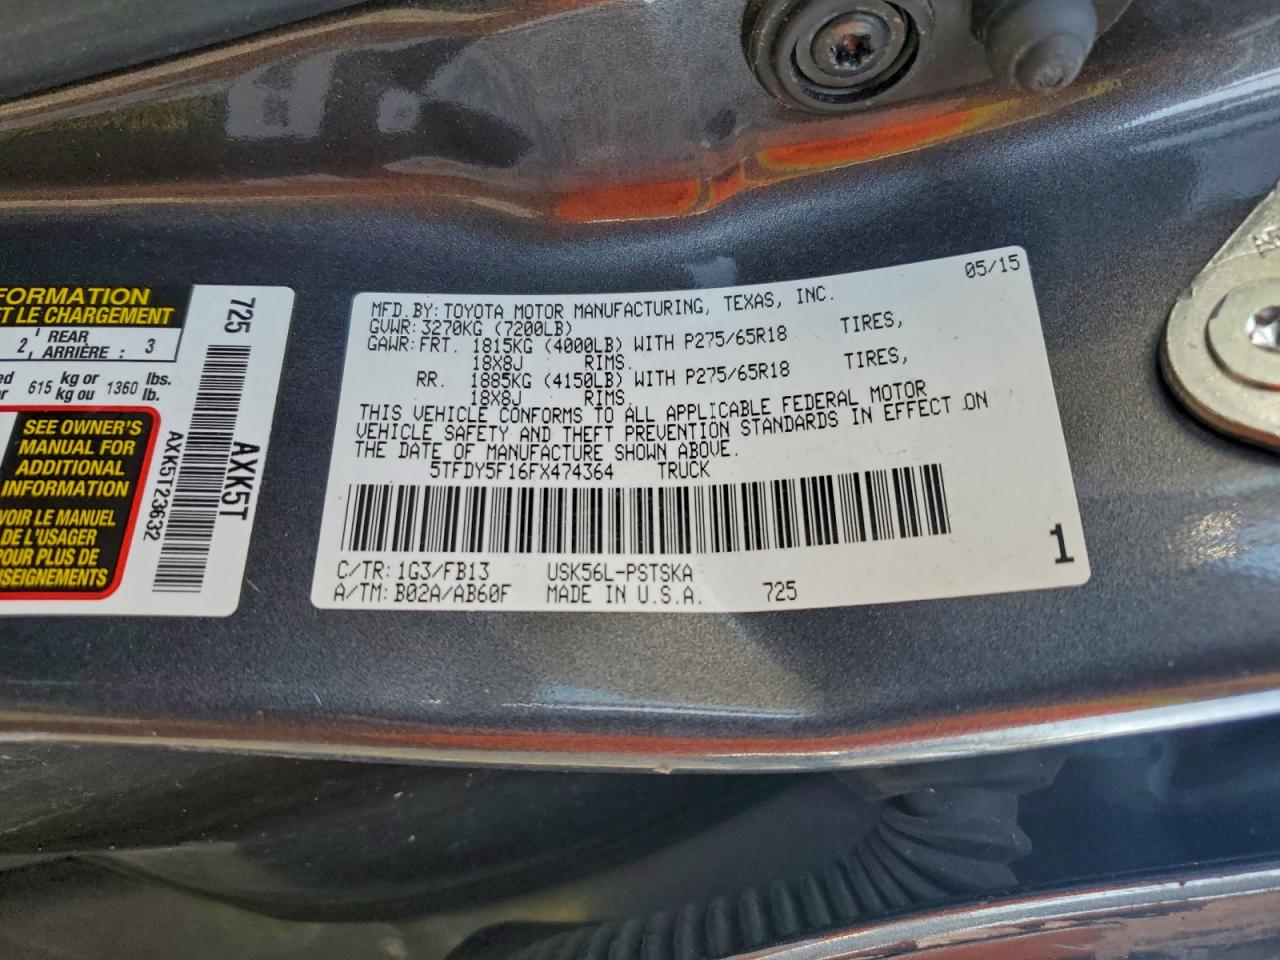 FORMATION
ET LE CHARGEMENT
2, REAR
ARRIÈRE : 3
615 kg or
kg ou 1360 lbs.
lb.
SEE OWNER'S
MANUAL FOR
ADDITIONAL
INFORMATION
VOIR LE MANUEL
DE L'USAGER
POUR PLUS DE
725
AXK5T
AXK5T23632
05/15
MFD.BY:TOYOTA MOTOR MANUFACTURING, TEXAS, INC.
GVWR:3270KG (7200LB)
GAWR:FRT. 1815KG (4000LB) WITH P275/65R18 TIRES,
18X8J RIMS.
RR. 1885KG (4150LB) WITH P275/65R18 TIRES,
18X8J RIMS.
THIS VEHICLE CONFORMS TO ALL APPLICABLE FEDERAL MOTOR
VEHICLE SAFETY AND THEFT PREVENTION STANDARDS IN EFFECT ON
THE DATE OF MANUFACTURE SHOWN ABOVE.
5TFDY5F16FX474364 TRUCK
C/TR:1G3/FB13 USK56L-PSTSKA
A/TM:B02A/AB60F MADE IN U.S.A. 725
1